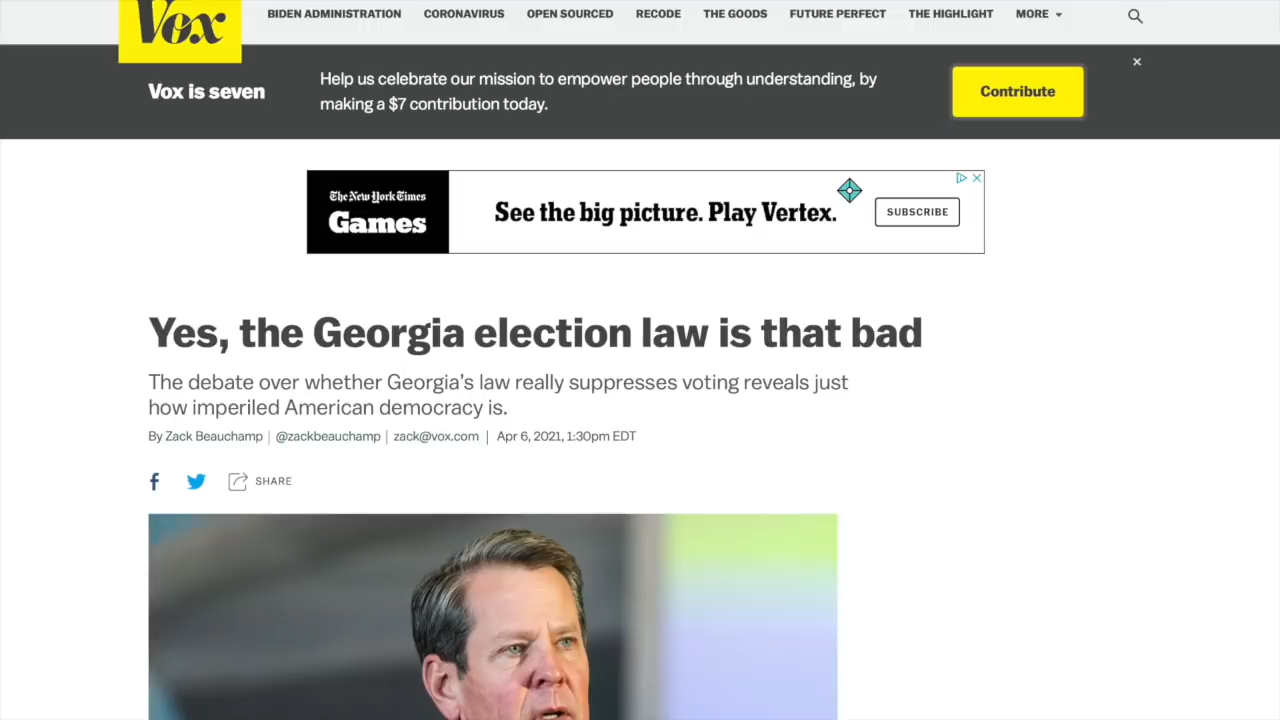 Vox
BIDEN ADMINISTRATION CORONAVIRUS OPEN SOURCED RECODE THE GOODS FUTURE PERFECT THE HIGHLIGHT MORE
Vox is seven
Help us celebrate our mission to empower people through understanding, by
making a $7 contribution today.
Contribute
The New York Times
Games
See the big picture. Play Vertex.
SUBSCRIBE
Yes, the Georgia election law is that bad
The debate over whether Georgia's law really suppresses voting reveals just
how imperiled American democracy is.
By Zack Beauchamp | @zackbeauchamp | zack@vox.com | Apr 6, 2021, 1:30pm EDT
SHARE